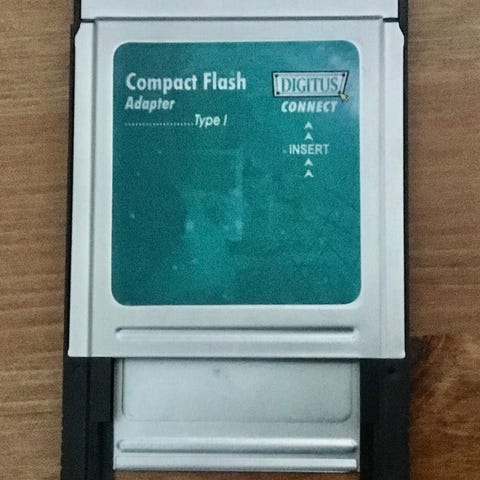 Compact Flash
Adapter
......................Type I
DIGITUS
CONNECT
INSERT